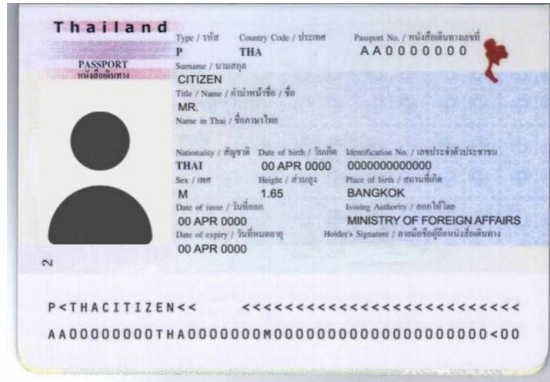 Thailand
Type / รหัส Country Code / ประเทศ Passport No. / หนังสือเดินทางเลขที่
P THA AA0000000
PASSPORT
หนังสือเดินทาง
Surname / นามสกุล
CITIZEN
Title / Name / คำนำหน้าชื่อ / ชื่อ
MR.
Name in Thai / ชื่อภาษาไทย
Nationality / สัญชาติ Date of birth / วันเกิด Identification No. / เลขประจำตัวประชาชน
THAI 00 APR 0000 0000000000000
Sex / เพศ Height / ส่วนสูง Place of birth / สถานที่เกิด
M 1.65 BANGKOK
Date of issue / วันที่ออก Issuing Authority / ออกให้โดย
00 APR 0000 MINISTRY OF FOREIGN AFFAIRS
Date of expiry / วันที่หมดอายุ Holder's Signature / ลายมือชื่อผู้ถือหนังสือเดินทาง
00 APR 0000
2
P<THACITIZEN<< <<<<<<<<<<<<<<<<<<<<<<<<<<
AA00000000THA0000000M0000000000000000000000<00